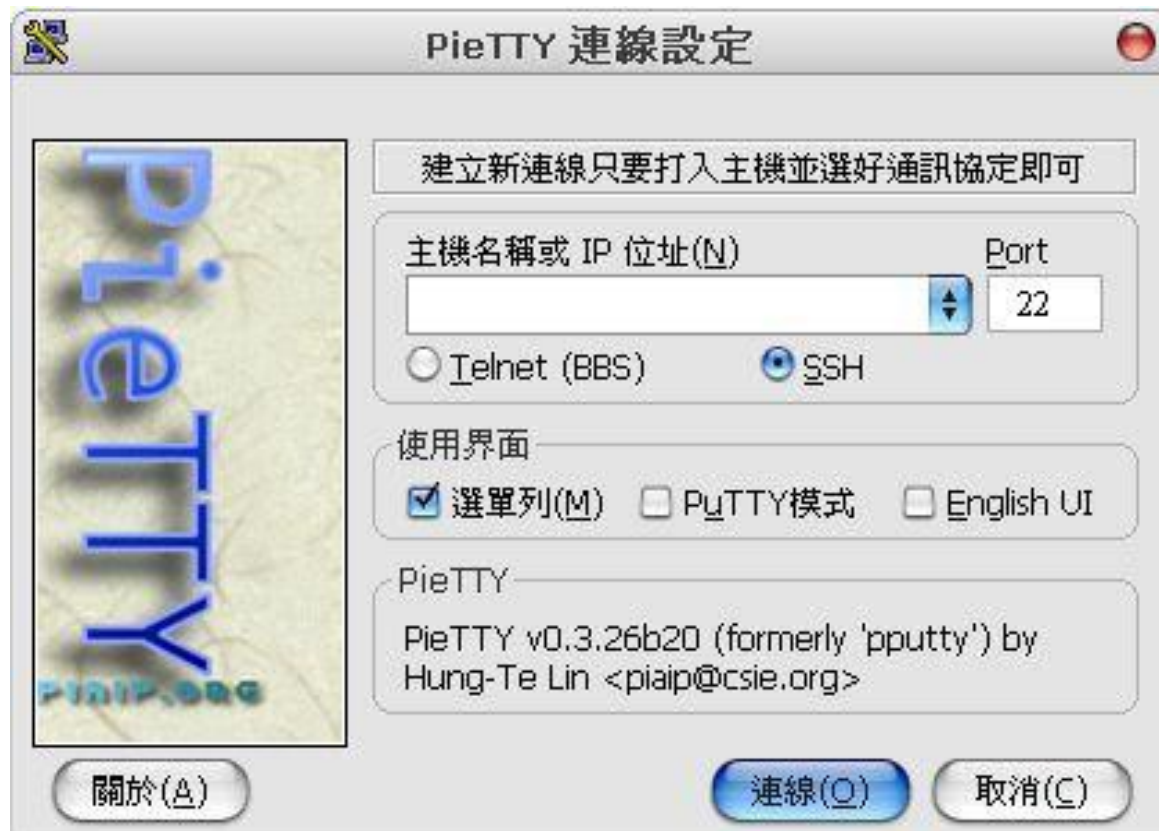 PieTTY 連線設定
PieTTY
PIAIP.ORG
建立新連線只要打入主機並選好通訊協定即可
主機名稱或 IP 位址(N) Port
22
Telnet (BBS) SSH
使用界面
選單列(M) PuTTY模式 English UI
PieTTY
PieTTY v0.3.26b20 (formerly 'pputty') by
Hung-Te Lin <piaip@csie.org>
關於(A) 連線(O) 取消(C)